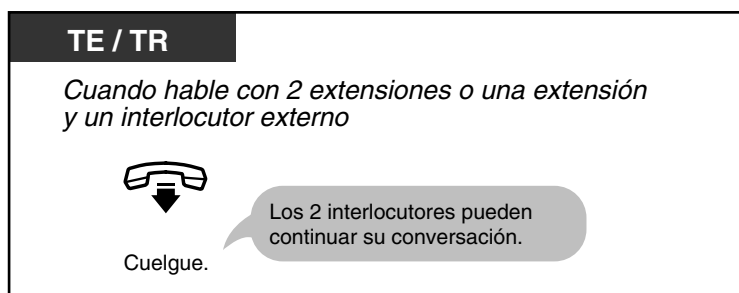 TE / TR
Cuando hable con 2 extensiones o una extensión
y un interlocutor externo
Los 2 interlocutores pueden
continuar su conversación.
Cuelgue.